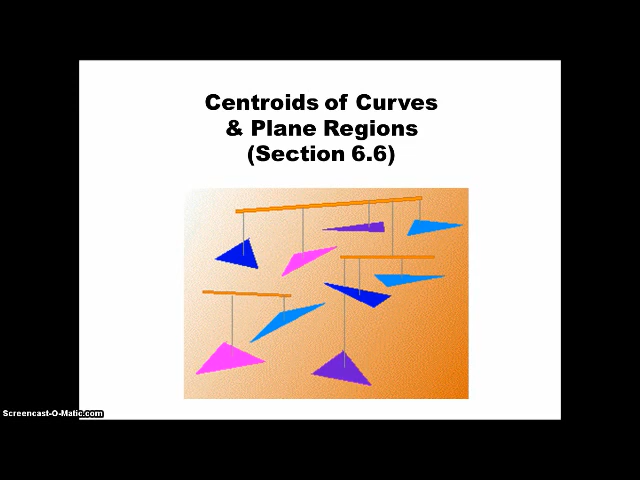 Centroids of Curves
& Plane Regions
(Section 6.6)
Screencast-O-Matic.com